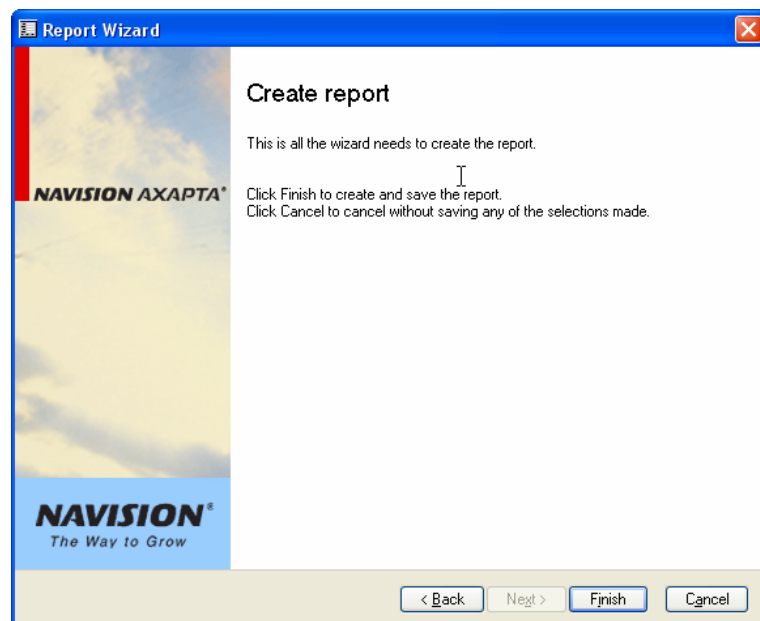 Report Wizard
Create report
This is all the wizard needs to create the report.
NAVISION AXAPTA®
Click Finish to create and save the report.
Click Cancel to cancel without saving any of the selections made.
NAVISION®
The Way to Grow
< Back
Next >
Finish
Cancel